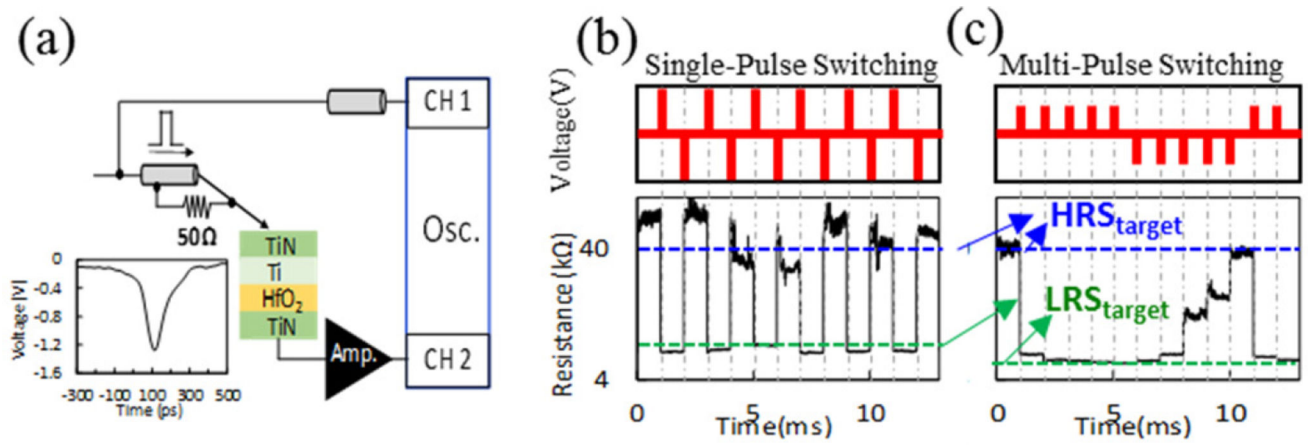 (a)
CH 1
50Ω
Osc.
TiN
Ti
HfO2
TiN
Amp.
CH 2
Voltage |V|
0
-0.4
-0.8
-1.2
-1.6
-300 -100 100 300 500
Time (ps)
(b)
Single-Pulse Switching
Voltage(V)
Resistance (kΩ)
40
4
0 5 10
Time(ms)
(c)
Multi-Pulse Switching
HRStarget
LRStarget
0 5 10
Time(ms)